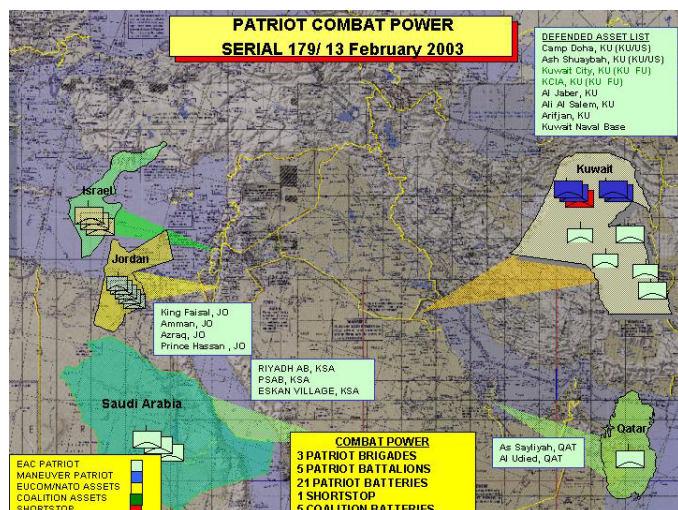 PATRIOT COMBAT POWER
SERIAL 179/ 13 February 2003
DEFENDED ASSET LIST
Camp Doha, KU (KU/US)
Ash Shuaybah, KU (KU/US)
Kuwait City, KU (KU FU)
KCIA, KU (KU FU)
Al Jaber, KU
Ali Al Salem, KU
Arifjan, KU
Kuwait Naval Base
Israel
Kuwait
Jordan
King Faisal, JO
Amman, JO
Azraq, JO
Prince Hassan , JO
RIYADH AB, KSA
PSAB, KSA
ESKAN VILLAGE, KSA
Saudi Arabia
Qatar
As Sayliyah, QAT
Al Udied, QAT
COMBAT POWER
3 PATRIOT BRIGADES
5 PATRIOT BATTALIONS
21 PATRIOT BATTERIES
1 SHORTSTOP
5 COALITION BATTERIES
EAC PATRIOT
MANEUVER PATRIOT
EUCOM/NATO ASSETS
COALITION ASSETS
SHORTSTOP